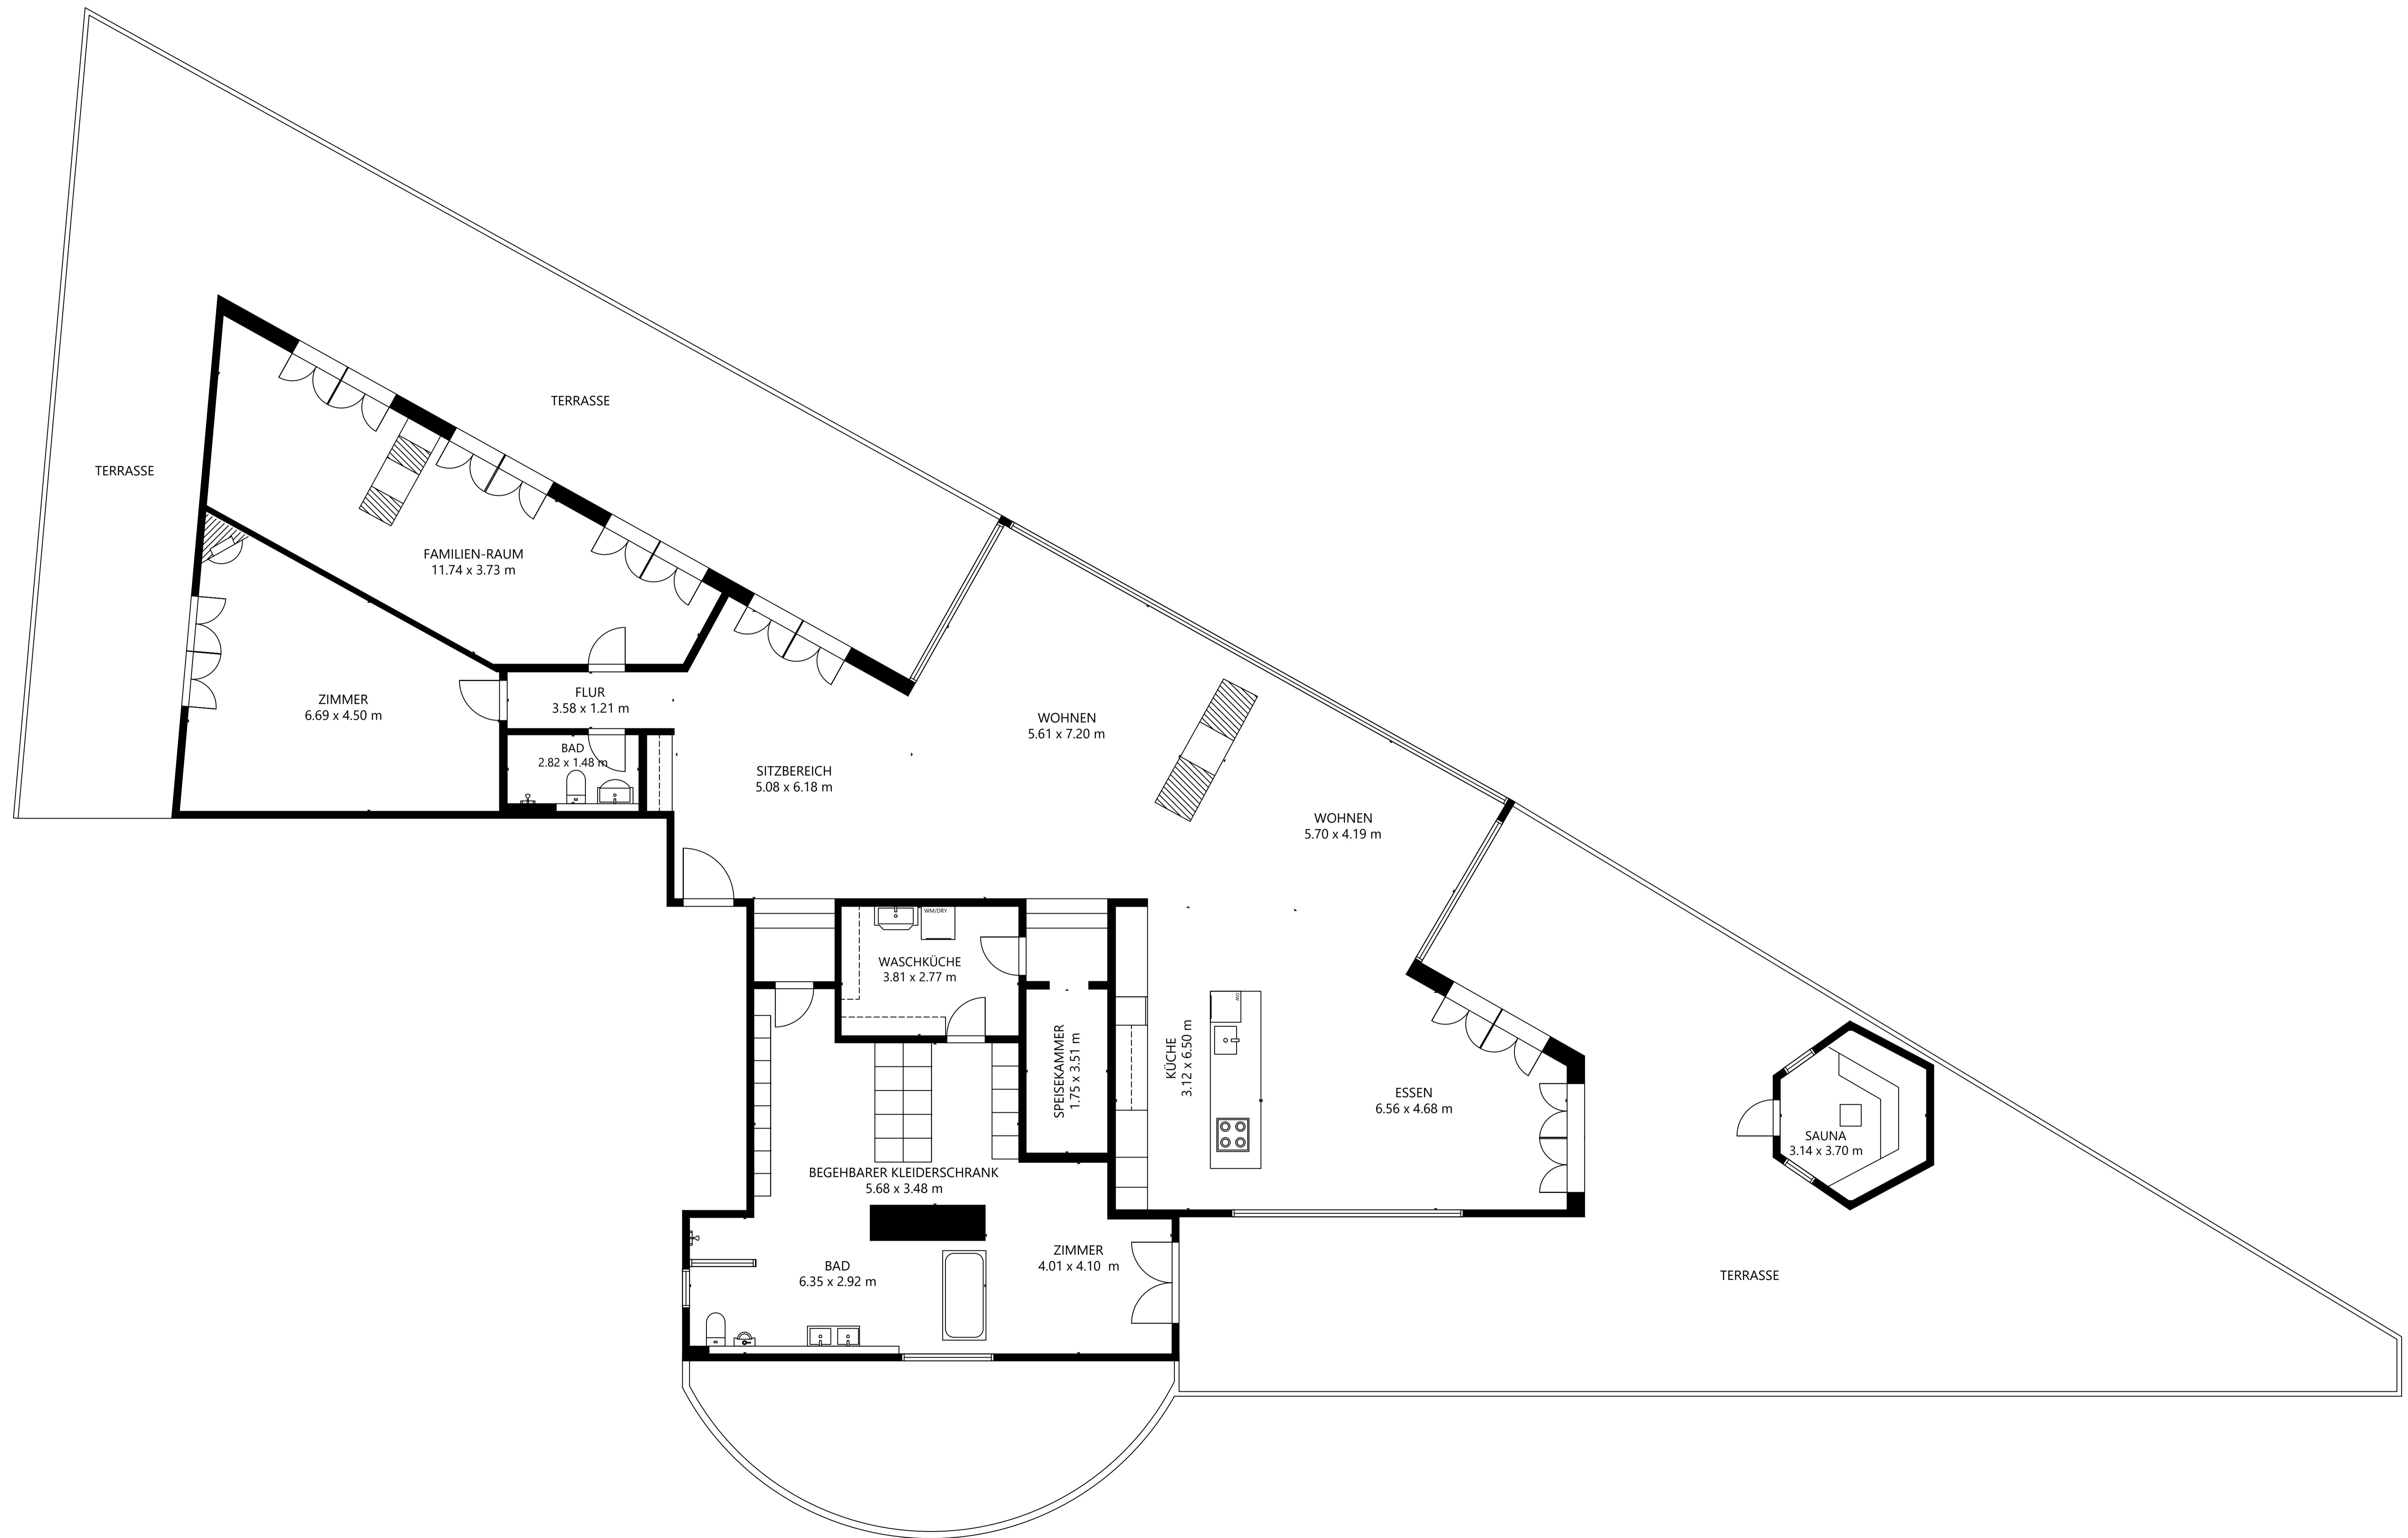 TERRASSE
TERRASSE
FAMILIEN-RAUM
11.74 x 3.73 m
ZIMMER
6.69 x 4.50 m
FLUR
3.58 x 1.21 m
BAD
2.82 x 1.48 m
SITZBEREICH
5.08 x 6.18 m
WOHNEN
5.61 x 7.20 m
WOHNEN
5.70 x 4.19 m
WM/DRY
WASCHKÜCHE
3.81 x 2.77 m
SPEISEKAMMER
1.75 x 3.51 m
KÜCHE
3.12 x 6.50 m
DW
ESSEN
6.56 x 4.68 m
SAUNA
3.14 x 3.70 m
BEGEHBARER KLEIDERSCHRANK
5.68 x 3.48 m
BAD
6.35 x 2.92 m
ZIMMER
4.01 x 4.10 m
TERRASSE